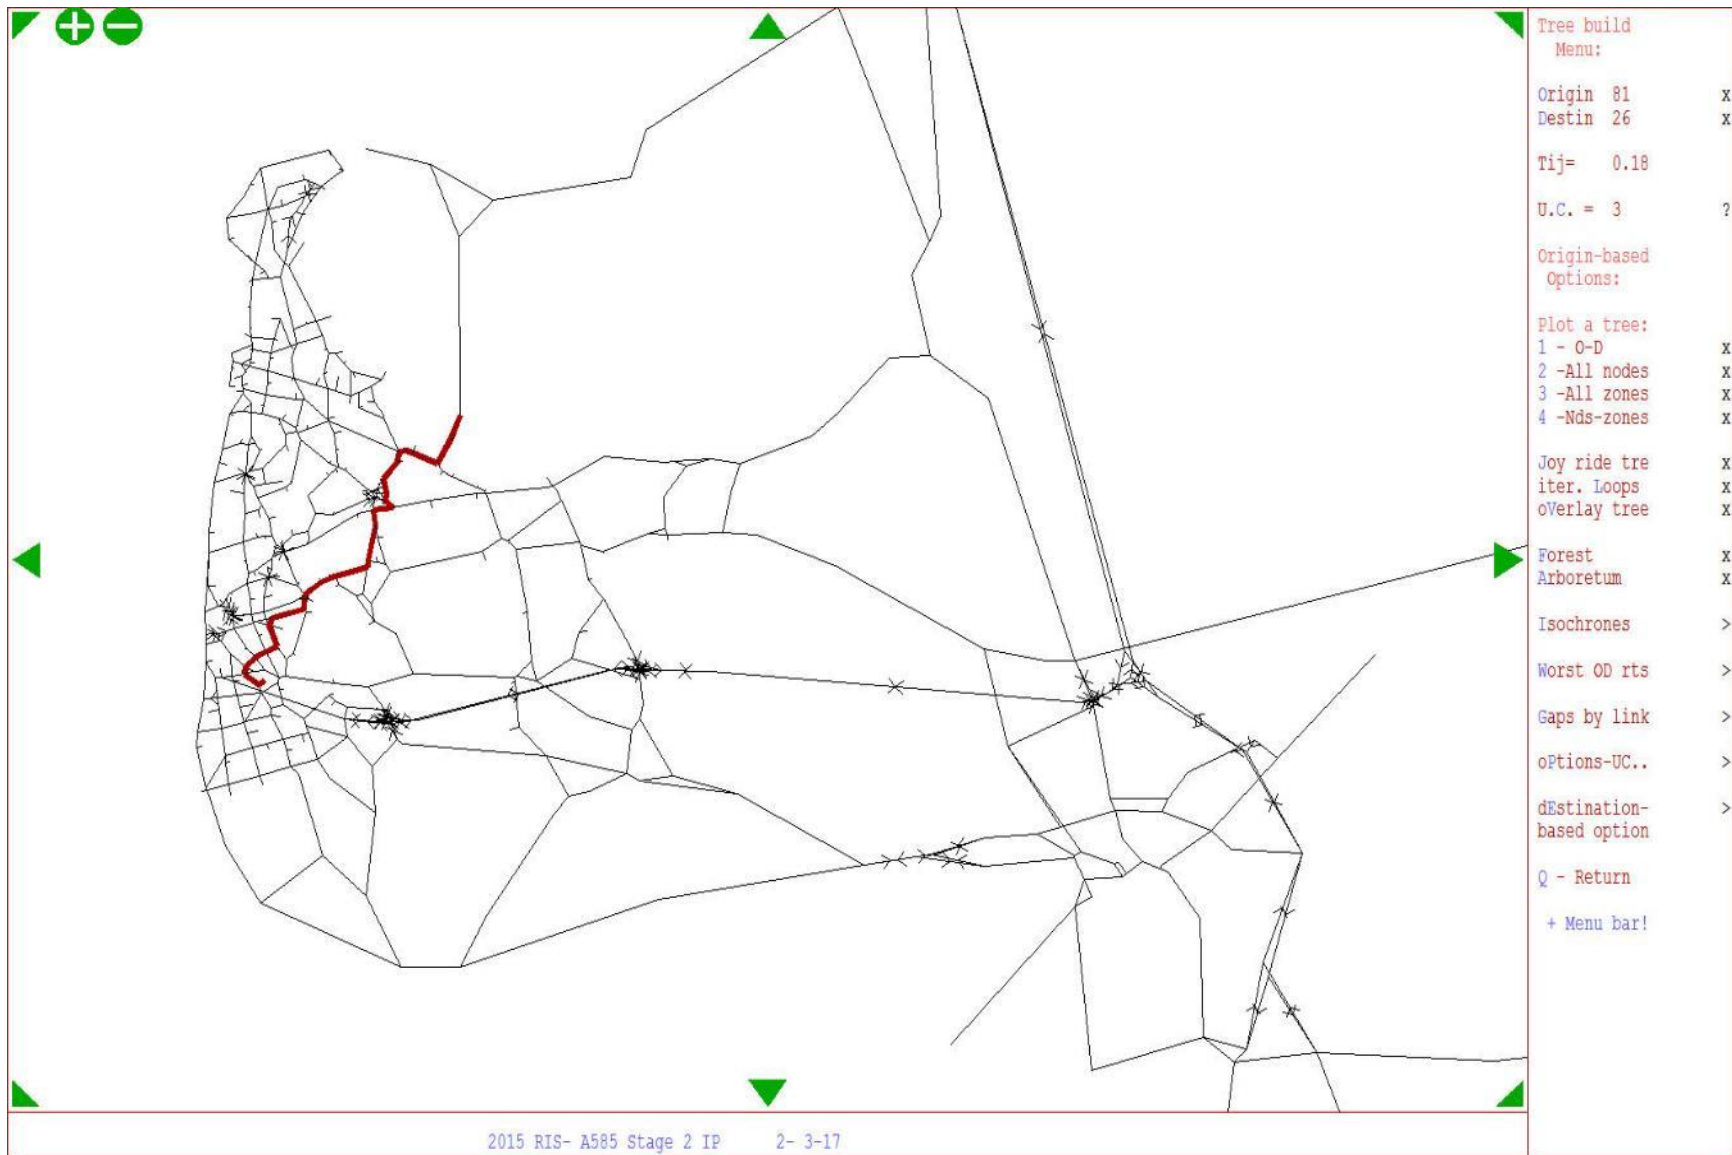 Tree build
Menu:
Origin 81 x
Destin 26 x
Tij= 0.18
U.C. = 3 ?
Origin-based
Options:
Plot a tree:
1 - O-D x
2 -All nodes x
3 -All zones x
4 -Nds-zones x
Joy ride tre x
iter. Loops x
oVerlay tree x
Forest x
Arboretum x
Isochrones >
Worst OD rts >
Gaps by link >
oPtions-UC.. >
dEstination- >
based option
Q - Return
+ Menu bar!
2015 RIS- A585 Stage 2 IP 2- 3-17